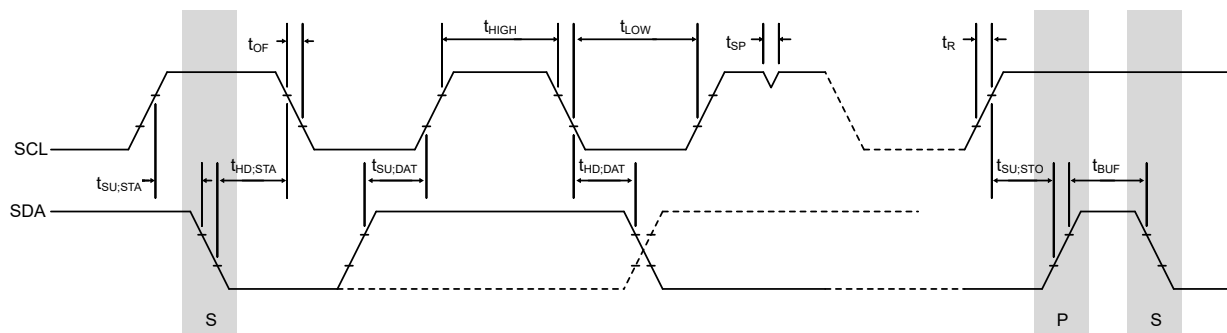 tOF
tHIGH
tLOW
tSP
tR
SCL
tSU;STA
tHD;STA
tSU;DAT
tHD;DAT
tSU;STO
tBUF
SDA
S
P
S